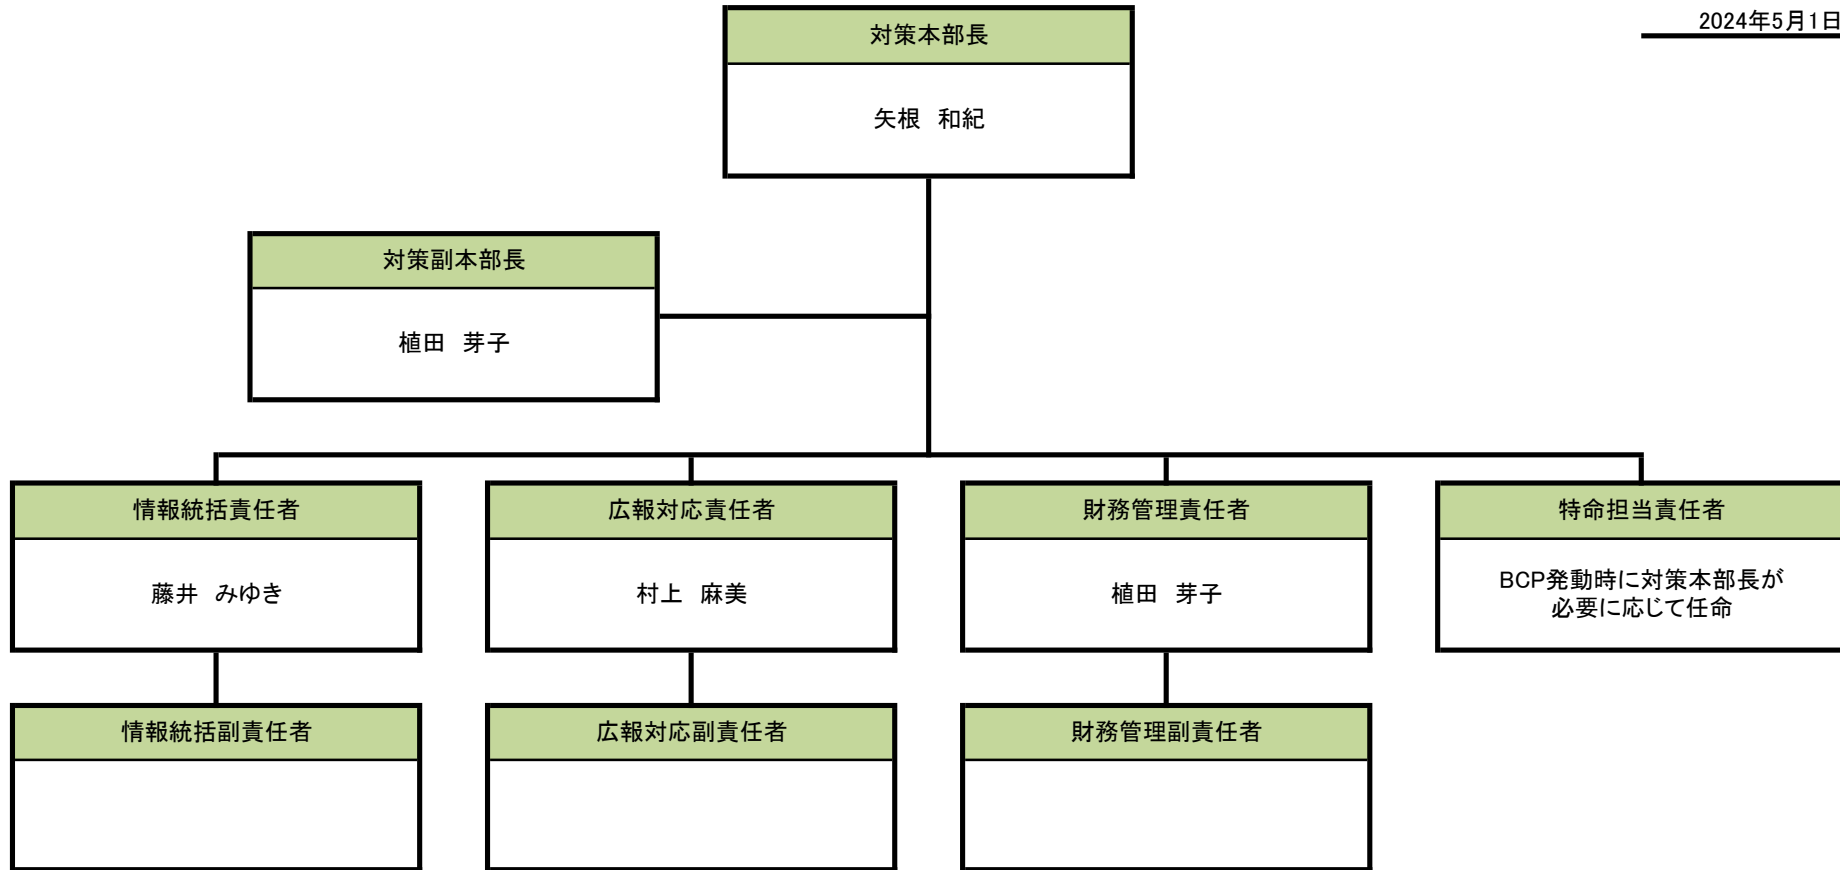 2024年5月1日
対策本部長
矢根　和紀
対策副本部長
植田　芽子
情報統括責任者
藤井　みゆき
広報対応責任者
村上　麻美
財務管理責任者
植田　芽子
特命担当責任者
BCP発動時に対策本部長が
必要に応じて任命
情報統括副責任者
広報対応副責任者
財務管理副責任者